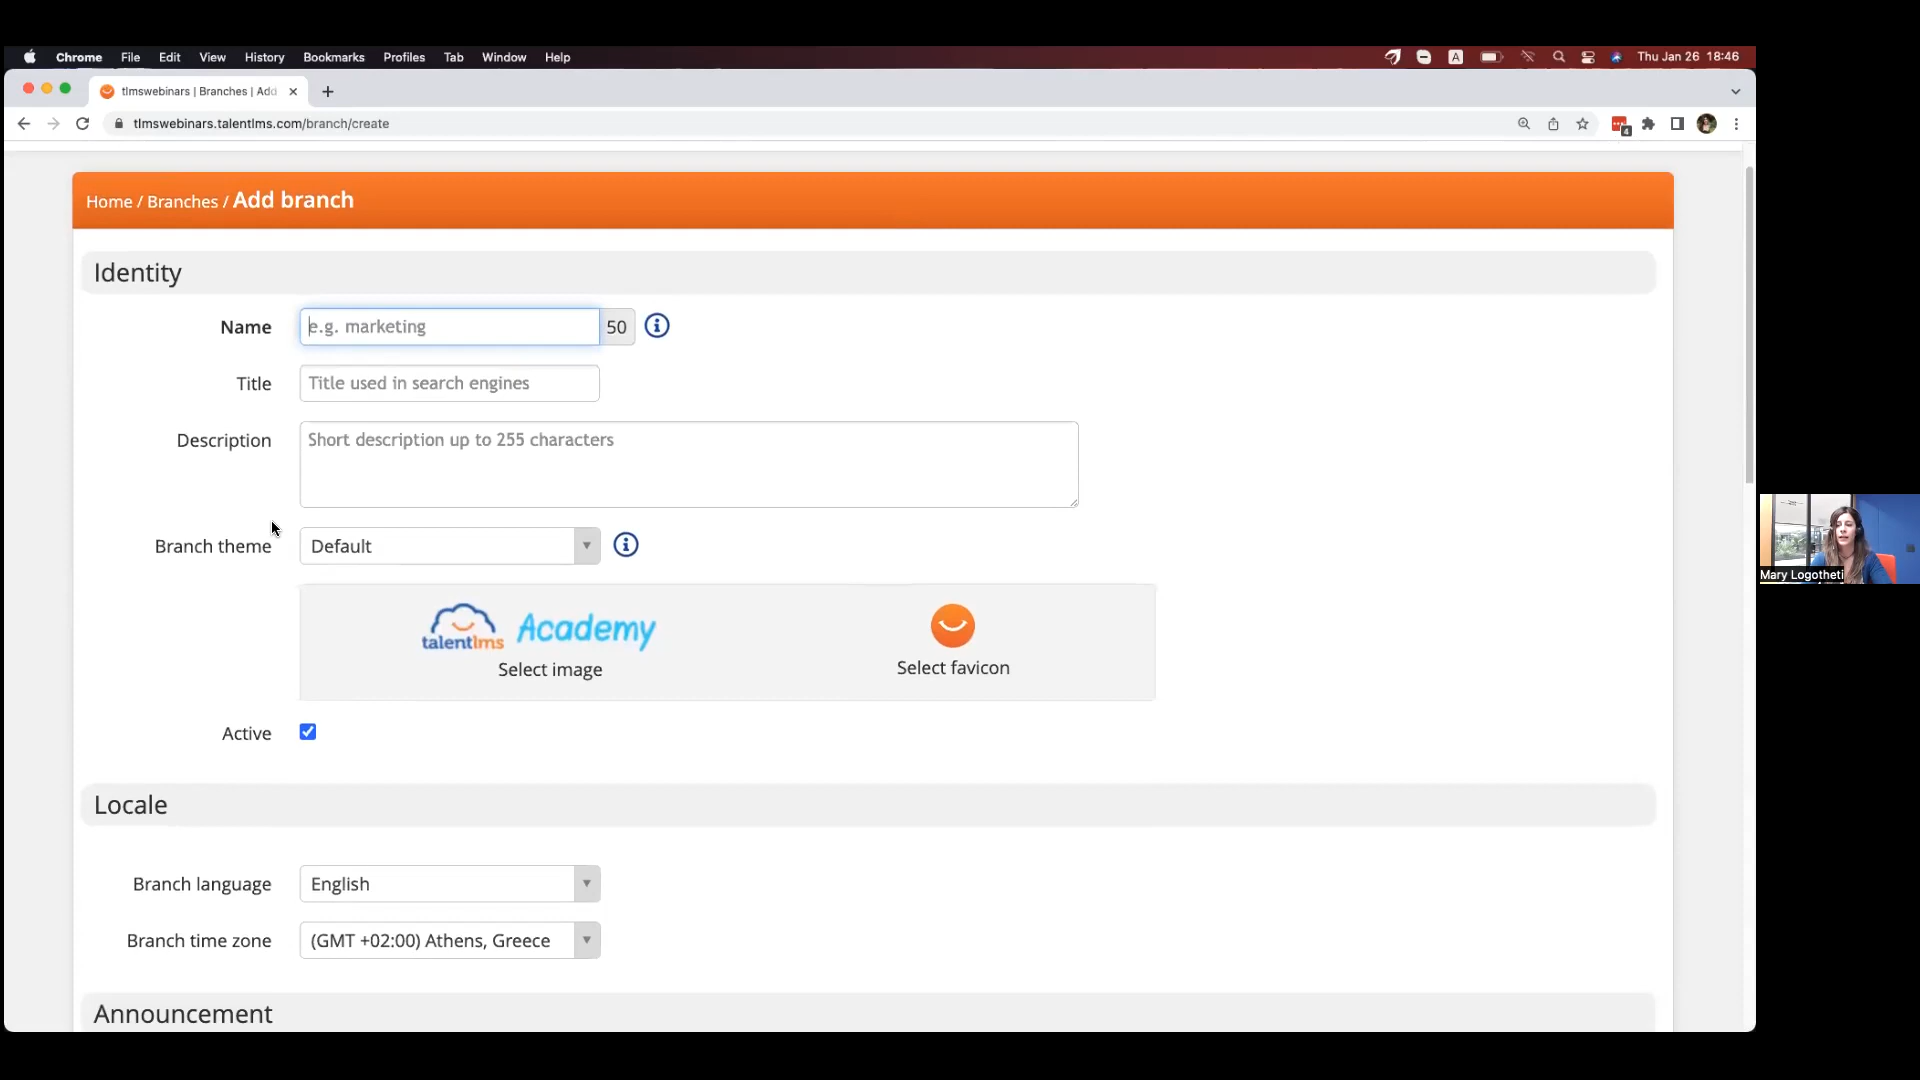 Chrome File Edit View History Bookmarks Profiles Tab Window Help A Thu Jan 26 18:46
tlmswebinars | Branches | Add
tlmswebinars.talentlms.com/branch/create 4
Home / Branches / Add branch
Identity
Name e.g. marketing 50
Title Title used in search engines
Description Short description up to 255 characters
Branch theme Default
talentlms Academy
Select image Select favicon
Active
Mary Logotheti
Locale
Branch language English
Branch time zone (GMT +02:00) Athens, Greece
Announcement